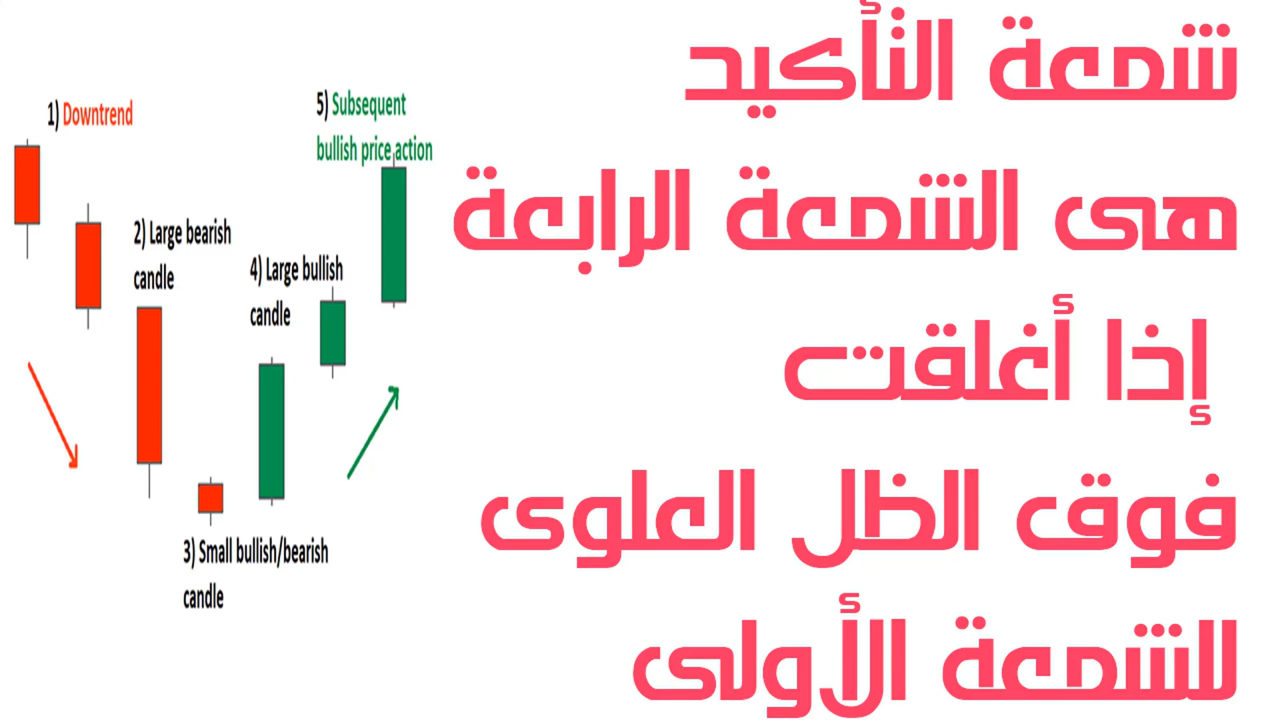 1) Downtrend
2) Large bearish
candle
3) Small bullish/bearish
candle
4) Large bullish
candle
5) Subsequent
bullish price action
شمعة التأكيد
هى الشمعة الرابعة
إذا أغلقت
فوق الظل العلوى
للشمعة الأولى